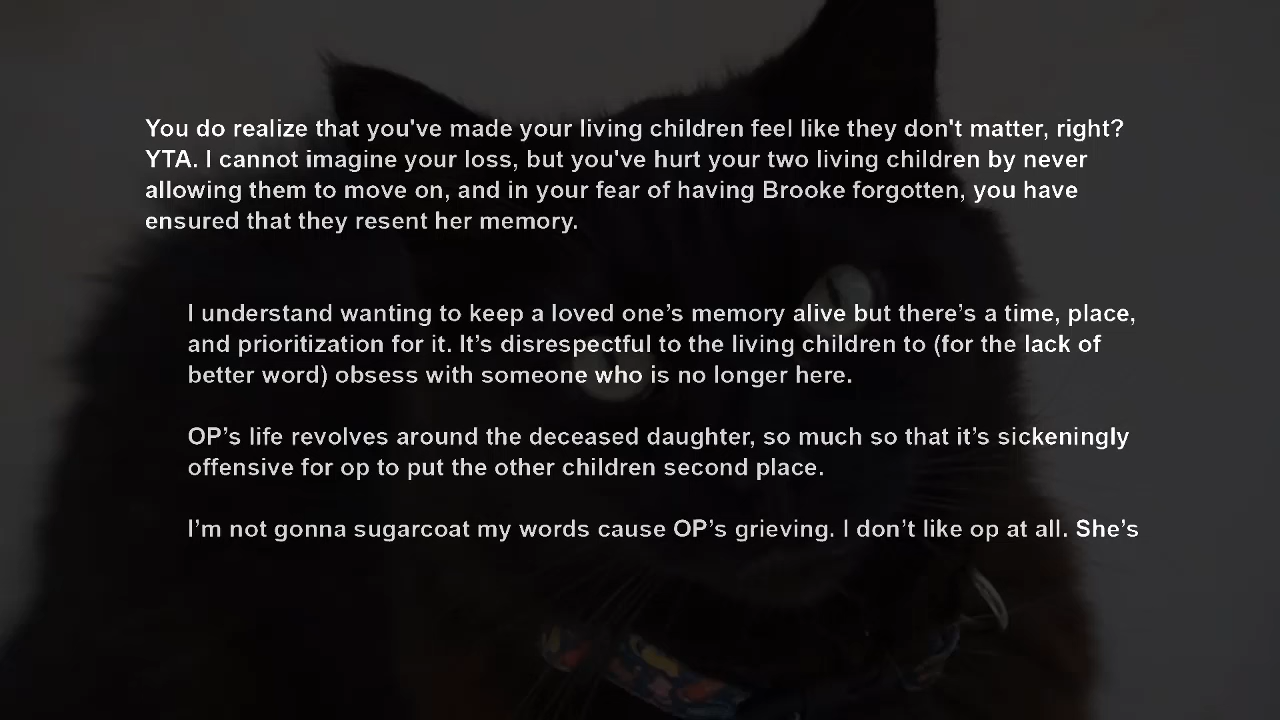 You do realize that you've made your living children feel like they don't matter, right?
YTA. I cannot imagine your loss, but you've hurt your two living children by never
allowing them to move on, and in your fear of having Brooke forgotten, you have
ensured that they resent her memory.
I understand wanting to keep a loved one’s memory alive but there’s a time, place,
and prioritization for it. It’s disrespectful to the living children to (for the lack of
better word) obsess with someone who is no longer here.
OP’s life revolves around the deceased daughter, so much so that it’s sickeningly
offensive for op to put the other children second place.
I’m not gonna sugarcoat my words cause OP’s grieving. I don’t like op at all. She’s